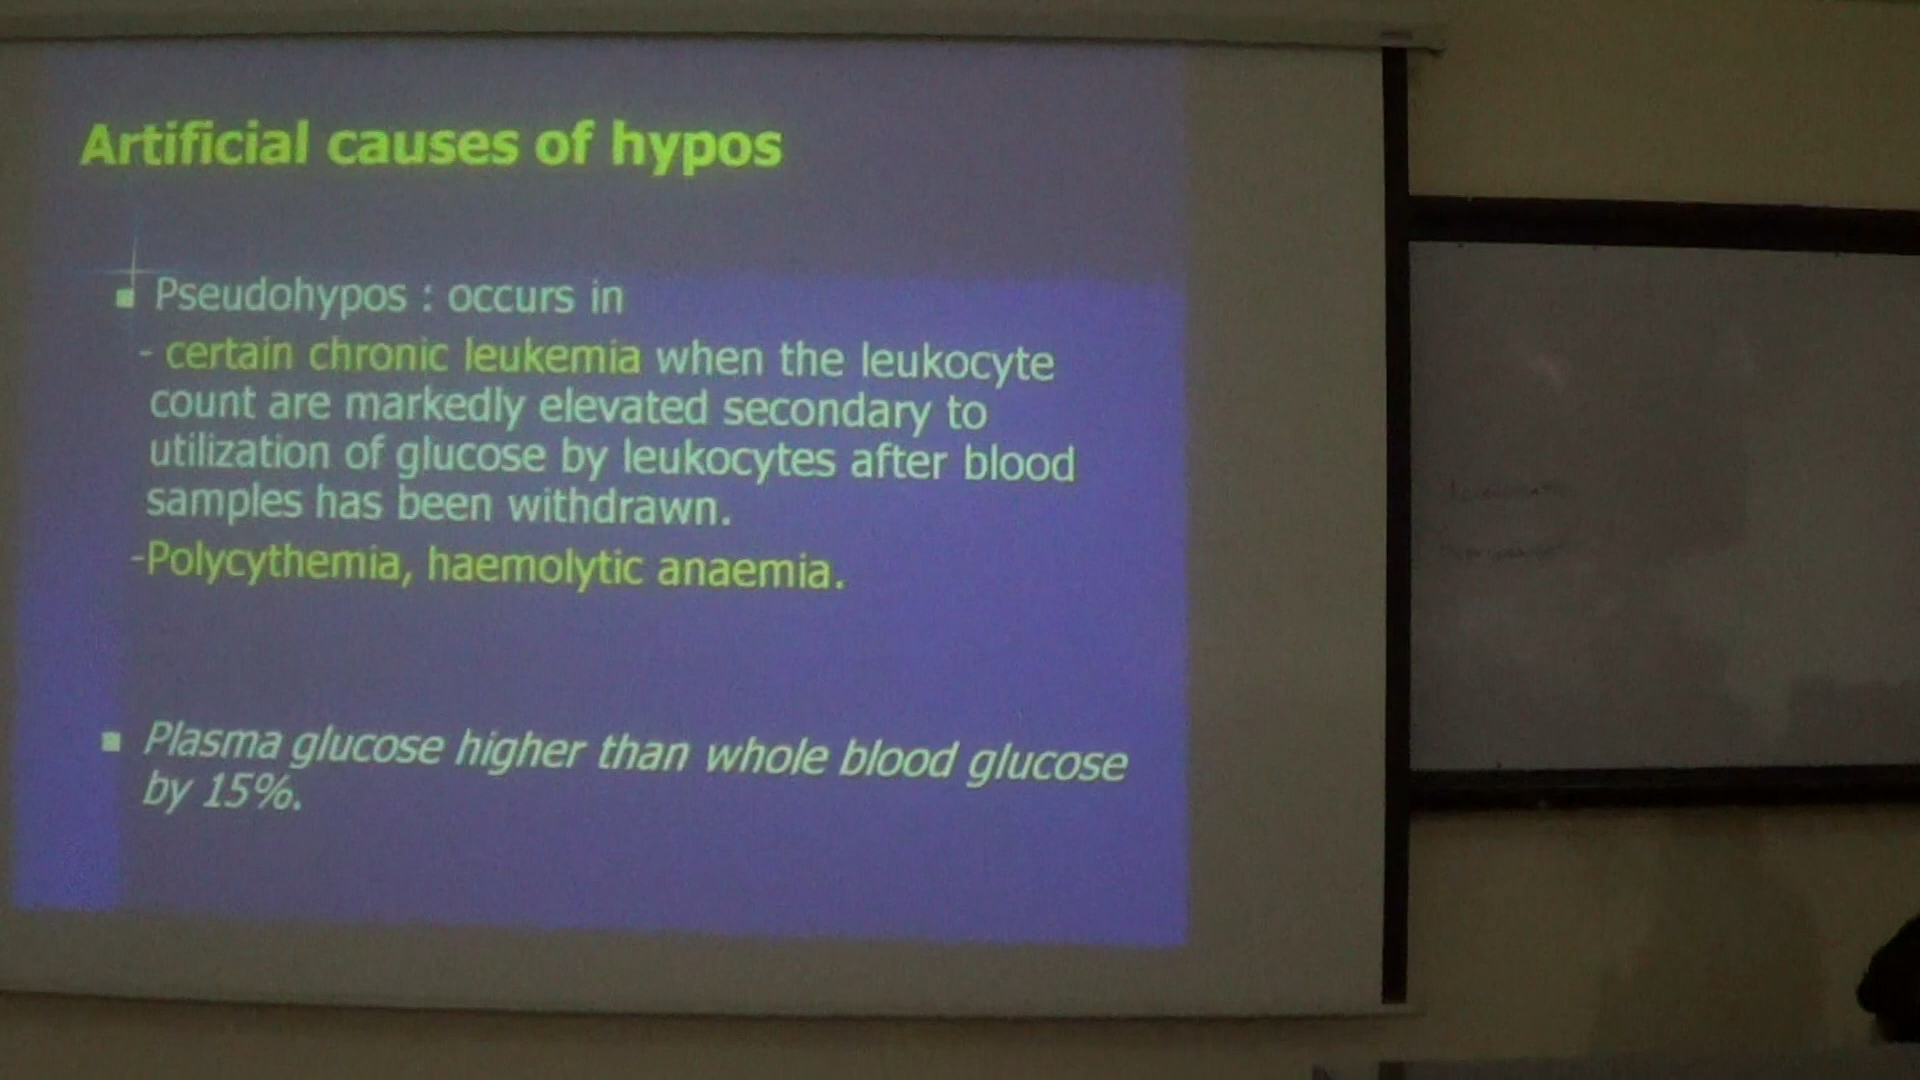 Artificial causes of hypos
▪ Pseudohypos : occurs in
- certain chronic leukemia when the leukocyte
count are markedly elevated secondary to
utilization of glucose by leukocytes after blood
samples has been withdrawn.
-Polycythemia, haemolytic anaemia.
▪ Plasma glucose higher than whole blood glucose
by 15%.